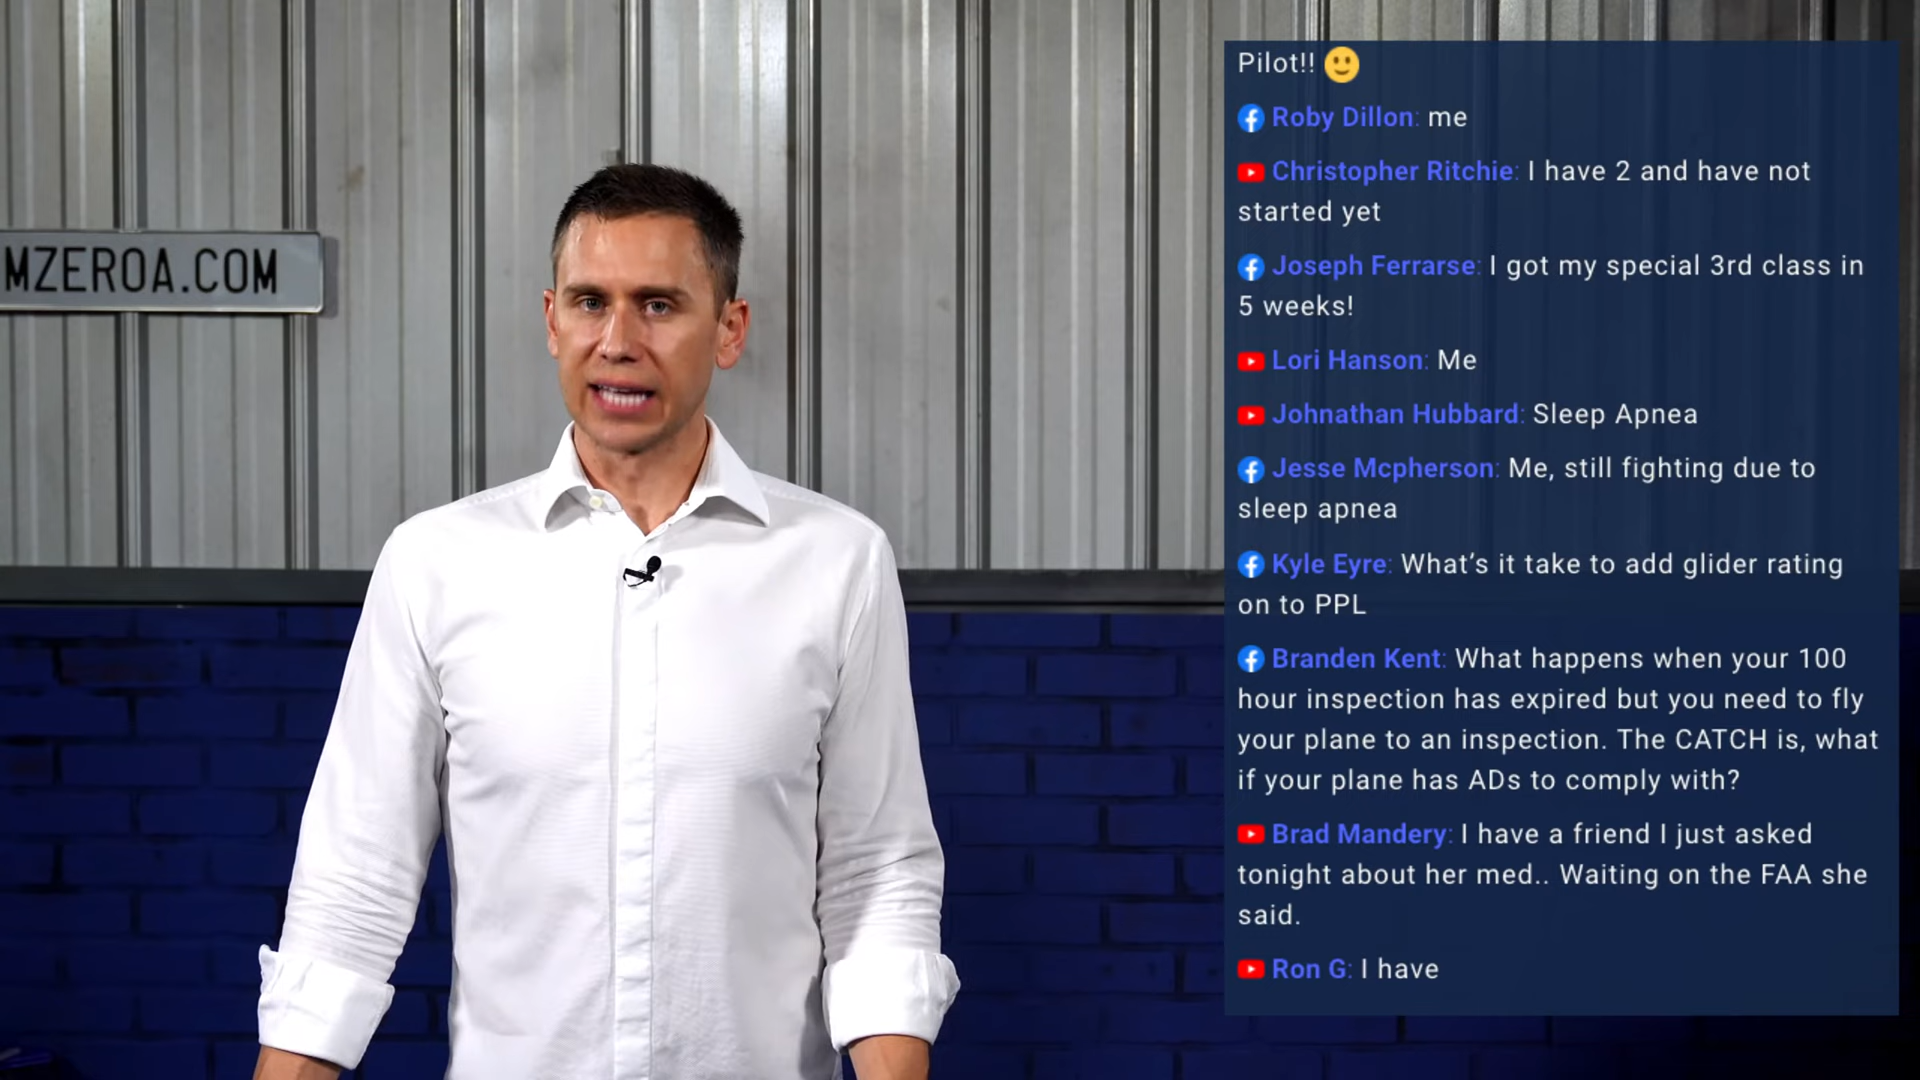 MZEROA.COM
Pilot!! 🙂
Roby Dillon: me
Christopher Ritchie: I have 2 and have not
started yet
Joseph Ferrarse: I got my special 3rd class in
5 weeks!
Lori Hanson: Me
Johnathan Hubbard: Sleep Apnea
Jesse Mcpherson: Me, still fighting due to
sleep apnea
Kyle Eyre: What’s it take to add glider rating
on to PPL
Branden Kent: What happens when your 100
hour inspection has expired but you need to fly
your plane to an inspection. The CATCH is, what
if your plane has ADs to comply with?
Brad Mandery: I have a friend I just asked
tonight about her med.. Waiting on the FAA she
said.
Ron G: I have